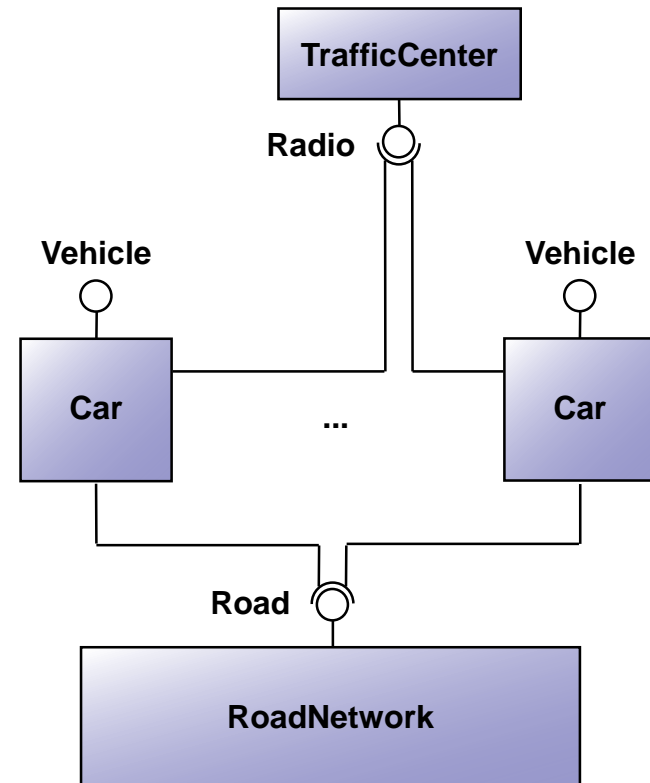 TrafficCenter
Radio
Vehicle
Vehicle
Car
...
Car
Road
RoadNetwork